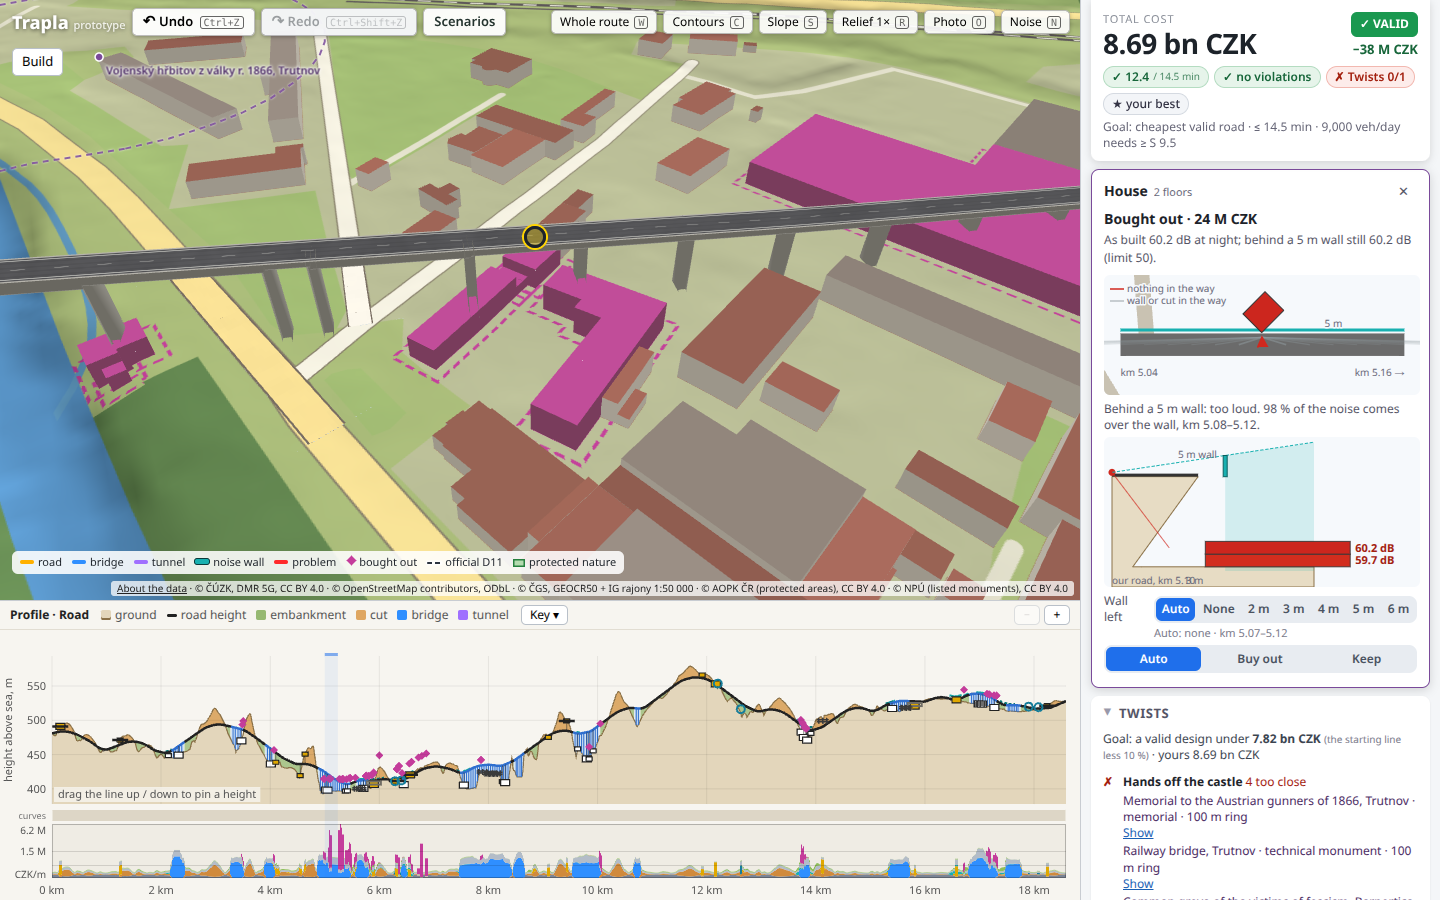 Trapla prototype
↶ Undo Ctrl+Z
↷ Redo Ctrl+Shift+Z
Scenarios
Whole route W
Contours C
Slope S
Relief 1× R
Photo O
Noise N
Build
Vojenský hřbitov z války r. 1866, Trutnov
road
bridge
tunnel
noise wall
problem
bought out
official D11
protected nature
About the data · © ČÚZK, DMR 5G, CC BY 4.0 · © OpenStreetMap contributors, ODbL · © ČGS, GEOCR50 + IG rajony 1:50 000 · © AOPK ČR (protected areas), CC BY 4.0 · © NPÚ (listed monuments), CC BY 4.0
Profile · Road
ground
road height
embankment
cut
bridge
tunnel
Key ▾
−
+
height above sea, m
550
500
450
400
drag the line up / down to pin a height
curves
6.2 M
1.5 M
CZK/m
0 km
2 km
4 km
6 km
8 km
10 km
12 km
14 km
16 km
18 km
TOTAL COST
✓ VALID
8.69 bn CZK
−38 M CZK
✓ 12.4 / 14.5 min
✓ no violations
✗ Twists 0/1
★ your best
Goal: cheapest valid road · ≤ 14.5 min · 9,000 veh/day
needs ≥ S 9.5
House 2 floors
✕
Bought out · 24 M CZK
As built 60.2 dB at night; behind a 5 m wall still 60.2 dB
(limit 50).
nothing in the way
wall or cut in the way
5 m
km 5.04
km 5.16 →
Behind a 5 m wall: too loud. 98 % of the noise comes
over the wall, km 5.08–5.12.
5 m wall
60.2 dB
59.7 dB
Wall left
Auto
None
2 m
3 m
4 m
5 m
6 m
Auto: none · km 5.07–5.12
Auto
Buy out
Keep
▼ TWISTS
Goal: a valid design under 7.82 bn CZK (the starting
line less 10 %) · yours 8.69 bn CZK
✗ Hands off the castle 4 too close
Memorial to the Austrian gunners of 1866, Trutnov ·
memorial · 100 m ring
Show
Railway bridge, Trutnov · technical monument · 100
m ring
Show